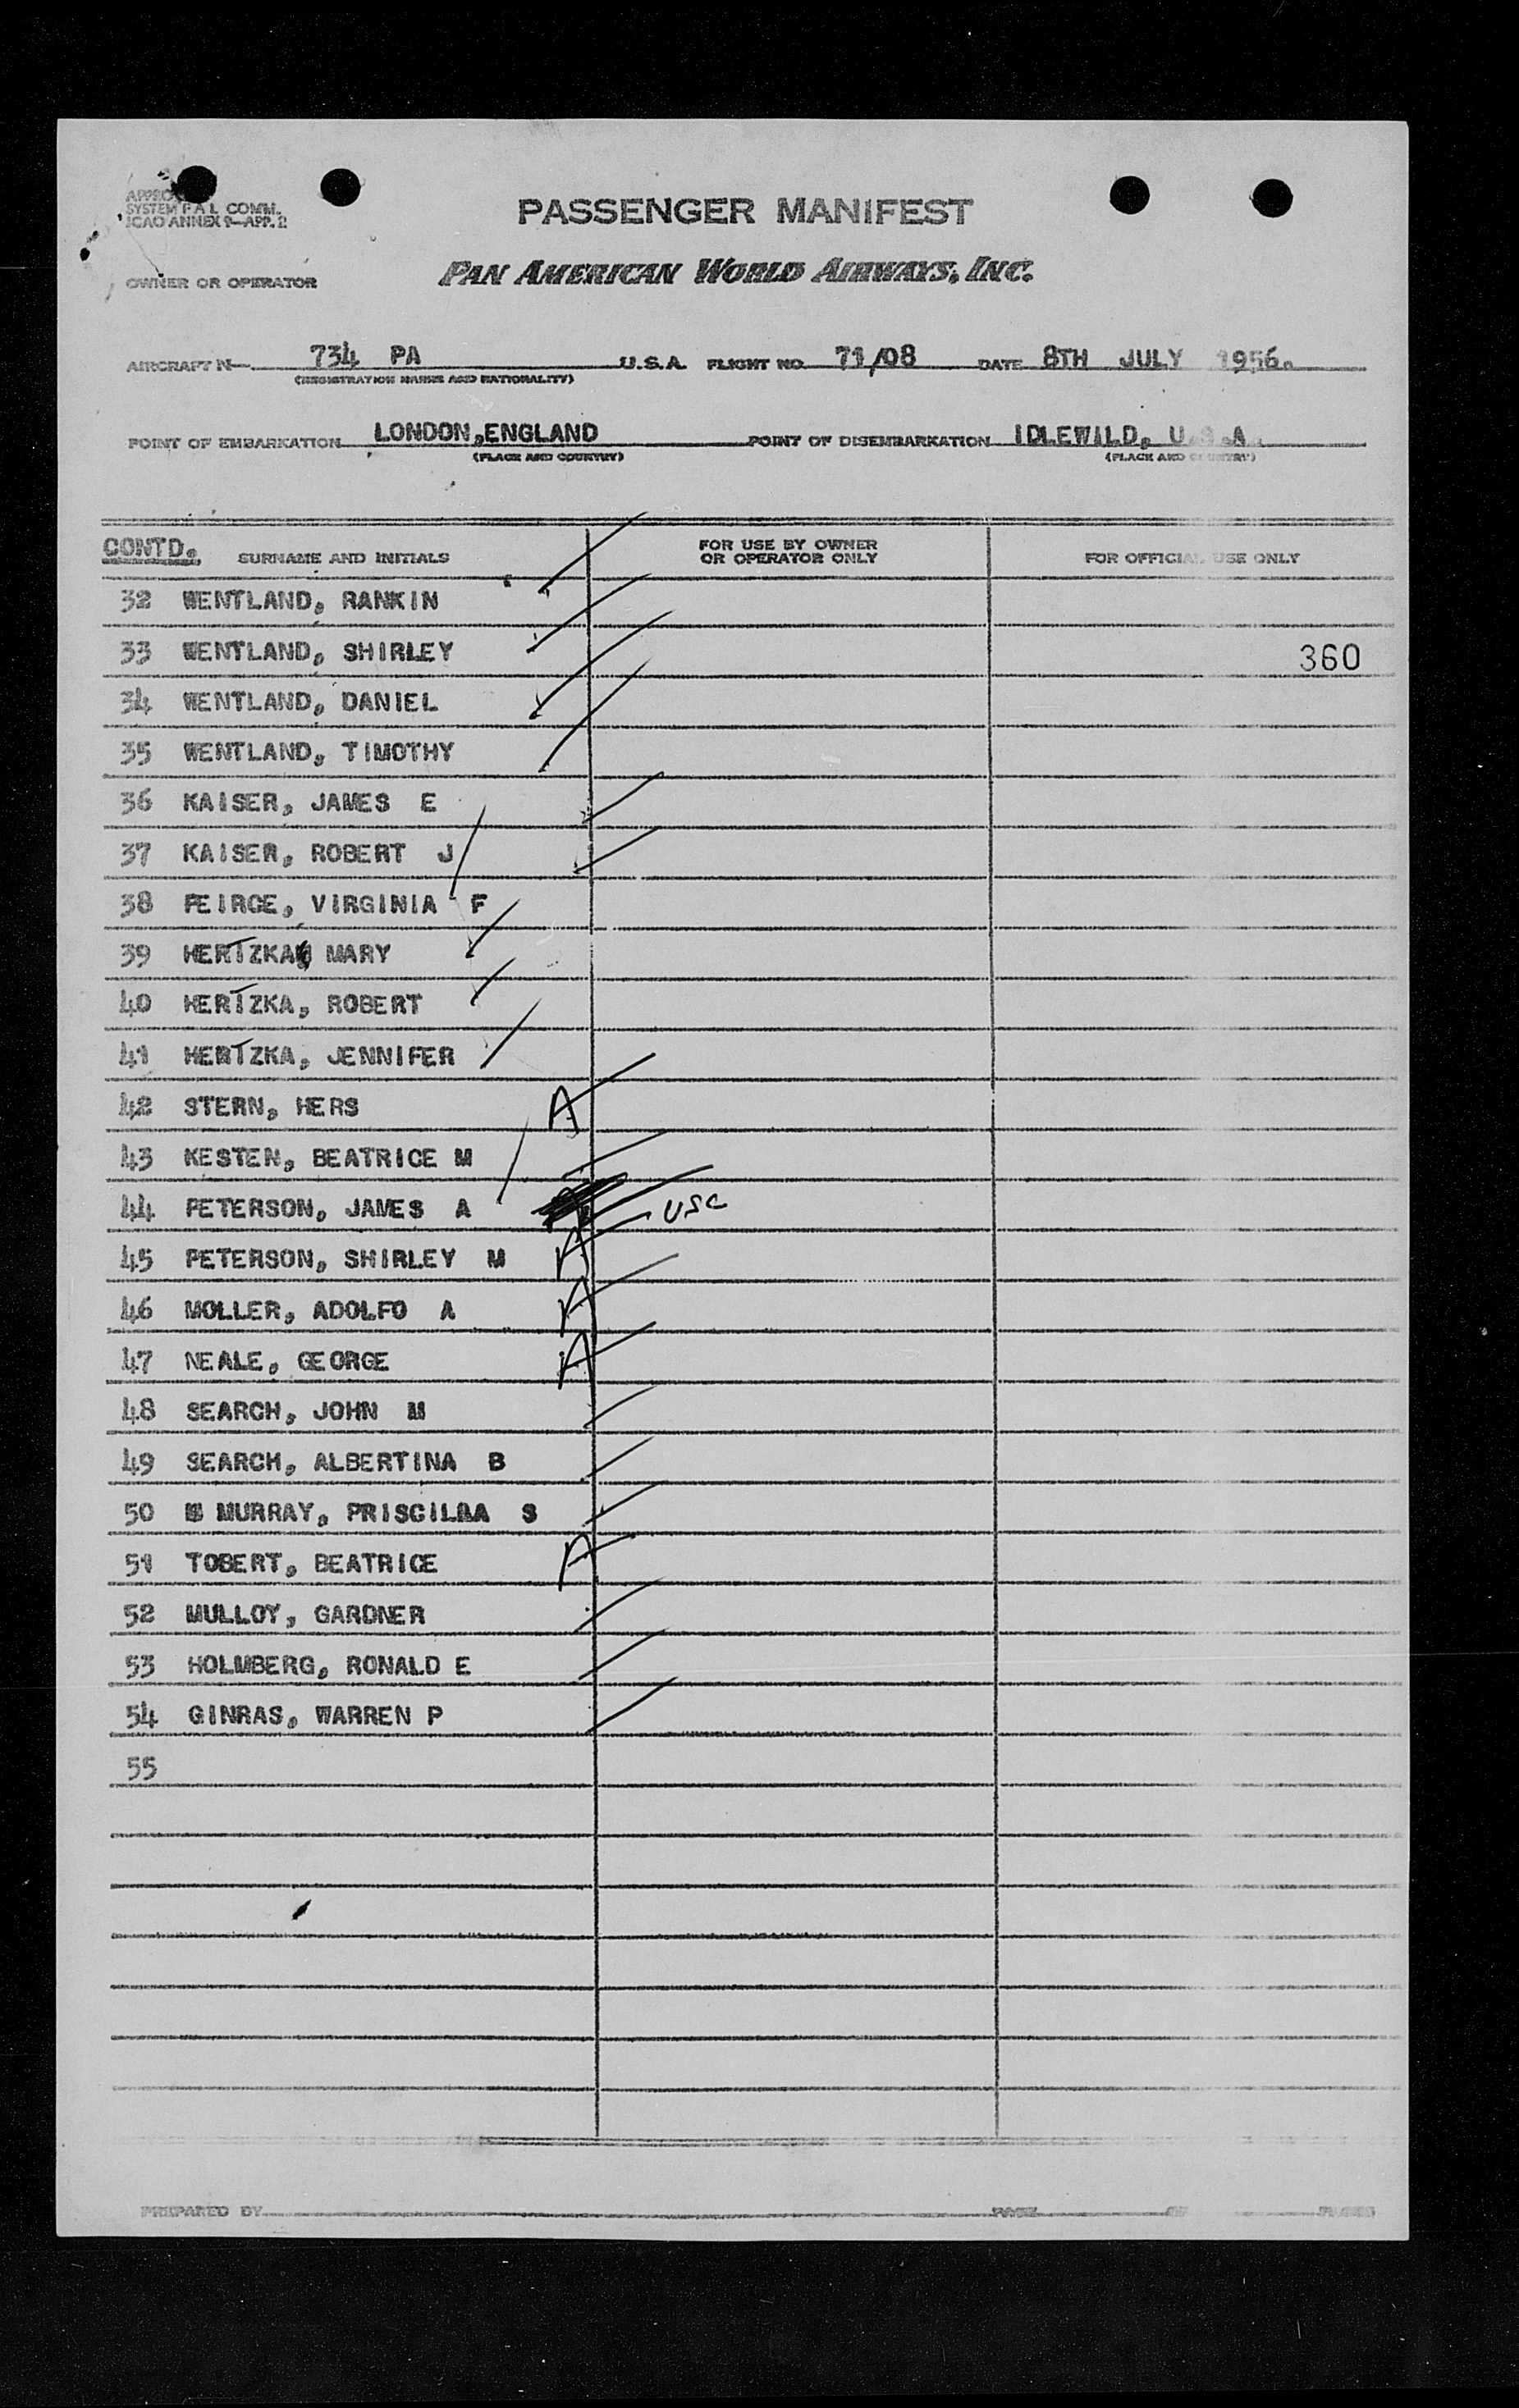 SYSTEM F A L COMM.
ICAO ANNEX 9—APP. 2
PASSENGER MANIFEST
OWNER OR OPERATOR PAN AMERICAN WORLD AIRWAYS, INC.
AIRCRAFT N— 734 PA U.S.A. FLIGHT NO. 71/08 DATE 8TH JULY 1956.
(REGISTRATION MARKS AND NATIONALITY)
POINT OF EMBARKATION LONDON,ENGLAND POINT OF DISEMBARKATION IDLEWILD, U.S.A.
(PLACE AND COUNTRY) (PLACE AND COUNTRY)
CONTD. SURNAME AND INITIALS FOR USE BY OWNER OR OPERATOR ONLY FOR OFFICIAL USE ONLY
32 WENTLAND, RANKIN
33 WENTLAND, SHIRLEY 360
34 WENTLAND, DANIEL
35 WENTLAND, TIMOTHY
36 KAISER, JAMES E
37 KAISER, ROBERT J
38 PEIRCE, VIRGINIA F
39 HERTZKA, MARY
40 HERTZKA, ROBERT
41 HERTZKA, JENNIFER
42 STERN, HERS A
43 KESTEN, BEATRICE M
44 PETERSON, JAMES A USC
45 PETERSON, SHIRLEY M A
46 MOLLER, ADOLFO A A
47 NEALE, GEORGE A
48 SEARCH, JOHN M
49 SEARCH, ALBERTINA B
50 MURRAY, PRISCILLA S
51 TOBERT, BEATRICE A
52 MULLOY, GARDNER
53 HOLMBERG, RONALD E
54 GINRAS, WARREN P
55
PREPARED BY PAGE OF PAGES